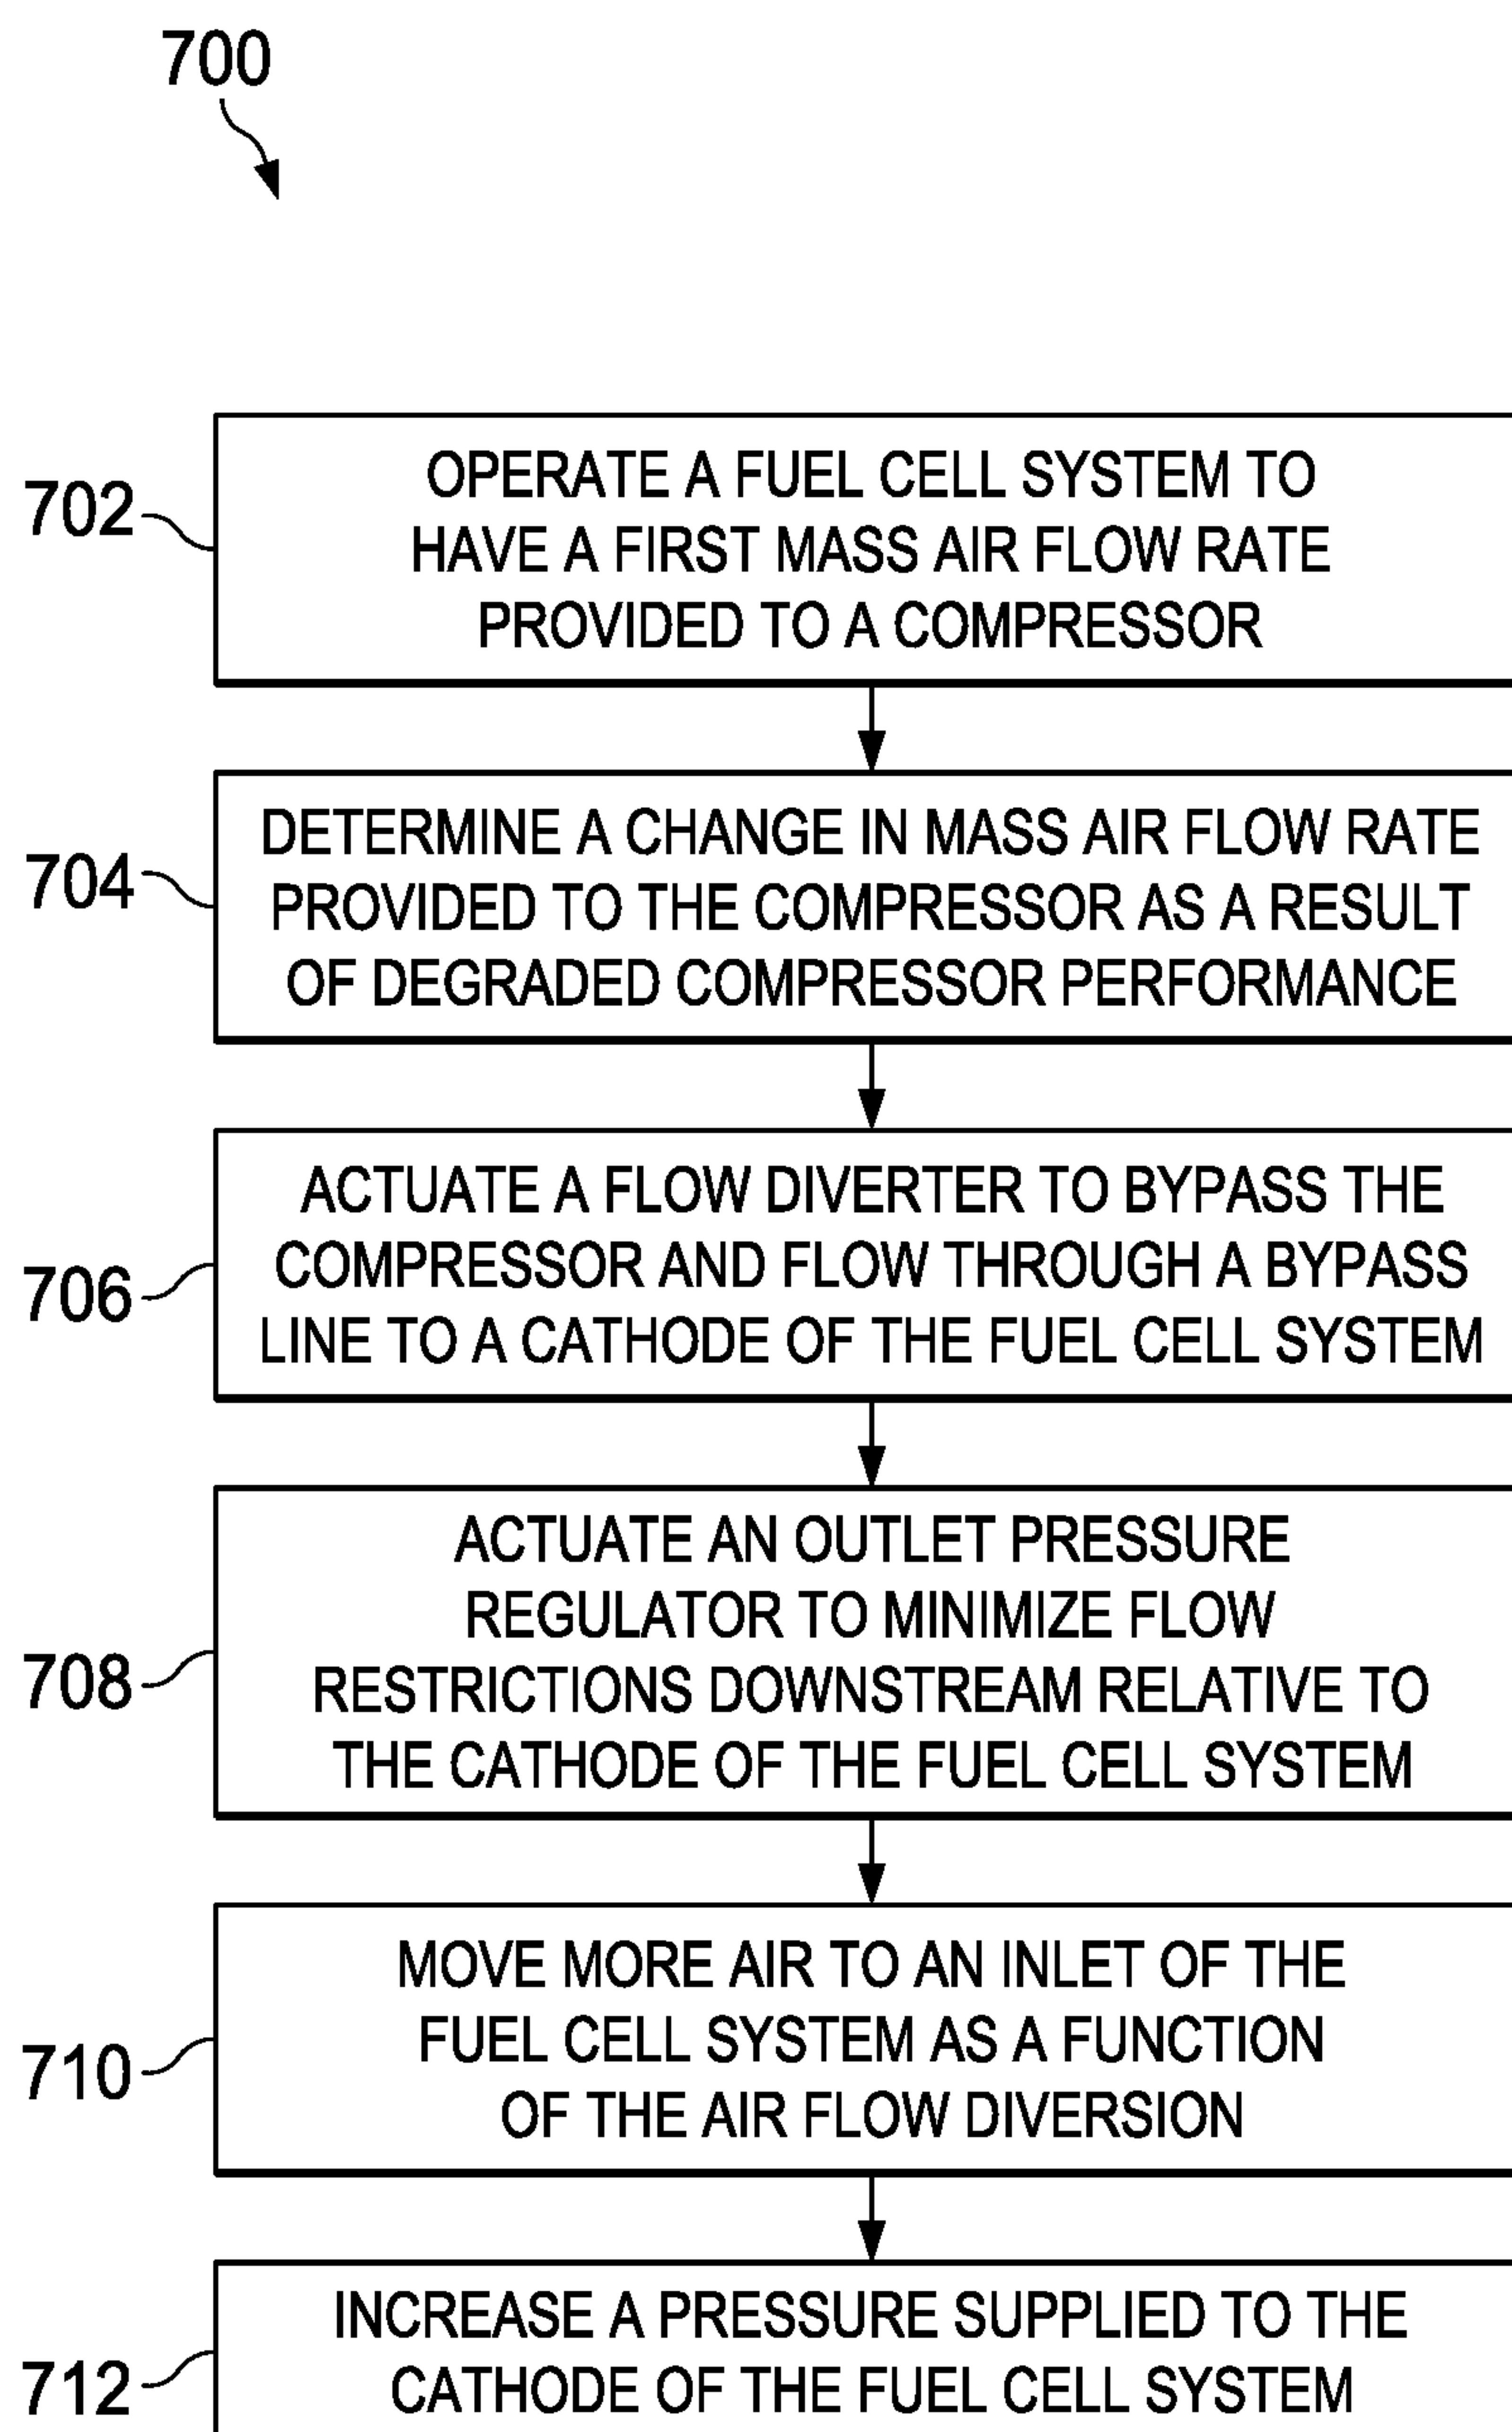 700
702
OPERATE A FUEL CELL SYSTEM TO
HAVE A FIRST MASS AIR FLOW RATE
PROVIDED TO A COMPRESSOR
704
DETERMINE A CHANGE IN MASS AIR FLOW RATE
PROVIDED TO THE COMPRESSOR AS A RESULT
OF DEGRADED COMPRESSOR PERFORMANCE
706
ACTUATE A FLOW DIVERTER TO BYPASS THE
COMPRESSOR AND FLOW THROUGH A BYPASS
LINE TO A CATHODE OF THE FUEL CELL SYSTEM
708
ACTUATE AN OUTLET PRESSURE
REGULATOR TO MINIMIZE FLOW
RESTRICTIONS DOWNSTREAM RELATIVE TO
THE CATHODE OF THE FUEL CELL SYSTEM
710
MOVE MORE AIR TO AN INLET OF THE
FUEL CELL SYSTEM AS A FUNCTION
OF THE AIR FLOW DIVERSION
712
INCREASE A PRESSURE SUPPLIED TO THE
CATHODE OF THE FUEL CELL SYSTEM